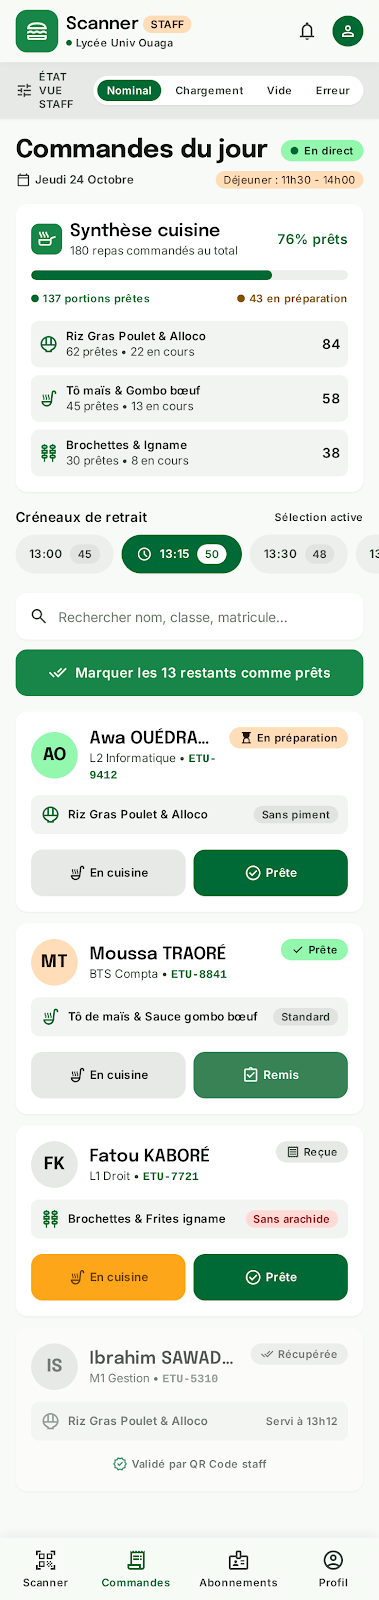 Scanner STAFF
Lycée Univ Ouaga
ÉTAT
VUE
STAFF
Nominal Chargement Vide Erreur
Commandes du jour
En direct
Jeudi 24 Octobre
Déjeuner : 11h30 - 14h00
Synthèse cuisine
180 repas commandés au total
76% prêts
137 portions prêtes
43 en préparation
Riz Gras Poulet & Alloco
62 prêtes • 22 en cours
84
Tô maïs & Gombo bœuf
45 prêtes • 13 en cours
58
Brochettes & Igname
30 prêtes • 8 en cours
38
Créneaux de retrait
Sélection active
13:00 45
13:15 50
13:30 48
Rechercher nom, classe, matricule...
Marquer les 13 restants comme prêts
AO
Awa OUÉDRA...
En préparation
L2 Informatique • ETU-
9412
Riz Gras Poulet & Alloco
Sans piment
En cuisine
Prête
MT
Moussa TRAORÉ
Prête
BTS Compta • ETU-8841
Tô de maïs & Sauce gombo bœuf
Standard
En cuisine
Remis
FK
Fatou KABORÉ
Reçue
L1 Droit • ETU-7721
Brochettes & Frites igname
Sans arachide
En cuisine
Prête
IS
Ibrahim SAWAD...
Récupérée
M1 Gestion • ETU-5310
Riz Gras Poulet & Alloco
Servi à 13h12
Validé par QR Code staff
Scanner
Commandes
Abonnements
Profil